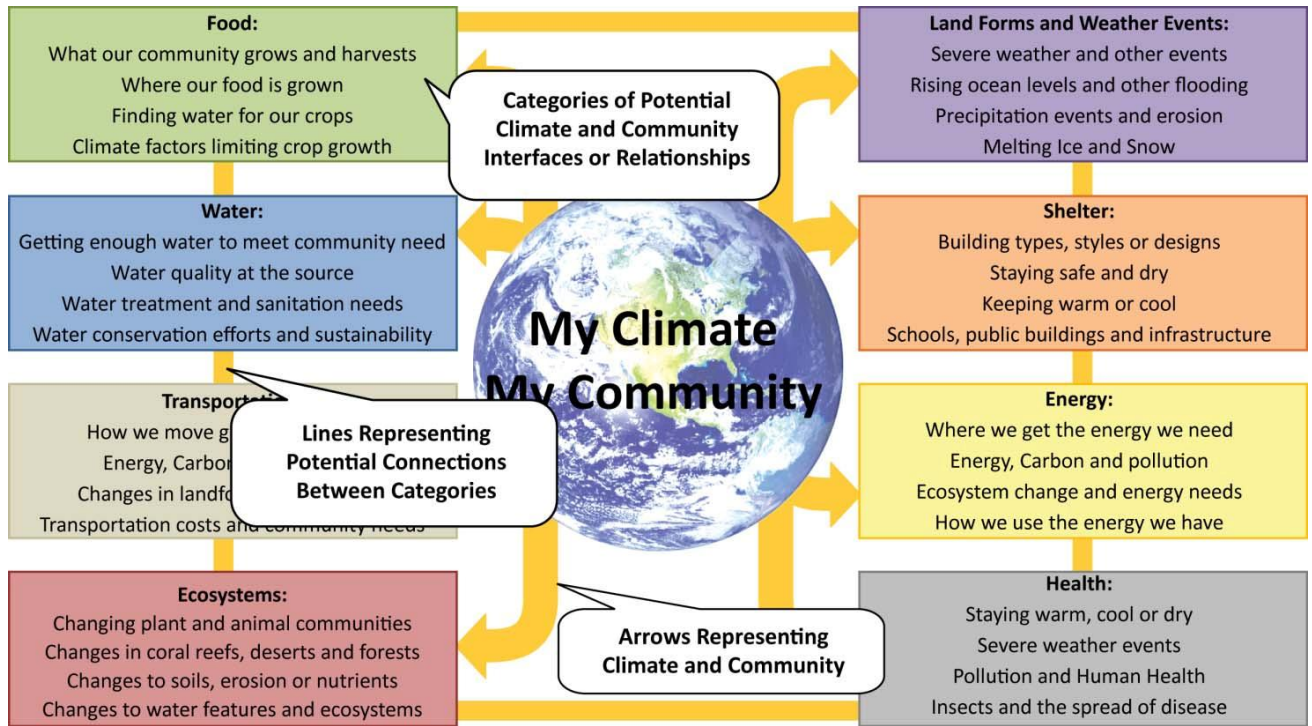 Food:
What our community grows and harvests
Where our food is grown
Finding water for our crops
Climate factors limiting crop growth
Water:
Getting enough water to meet community need
Water quality at the source
Water treatment and sanitation needs
Water conservation efforts and sustainability
How we move
Energy, Carbon
Changes in
Transportation costs and community needs
Ecosystems:
Changing plant and animal communities
Changes in coral reefs, deserts and forests
Changes to soils, erosion or nutrients
Changes to water features and ecosystems
Categories of Potential
Climate and Community
Interfaces or Relationships
My Climate
My Community
Lines Representing
Potential Connections
Between Categories
Arrows Representing
Climate and Community
Land Forms and Weather Events:
Severe weather and other events
Rising ocean levels and other flooding
Precipitation events and erosion
Melting Ice and Snow
Shelter:
Building types, styles or designs
Staying safe and dry
Keeping warm or cool
Schools, public buildings and infrastructure
Energy:
Where we get the energy we need
Energy, Carbon and pollution
Ecosystem change and energy needs
How we use the energy we have
Health:
Staying warm, cool or dry
Severe weather events
Pollution and Human Health
Insects and the spread of disease